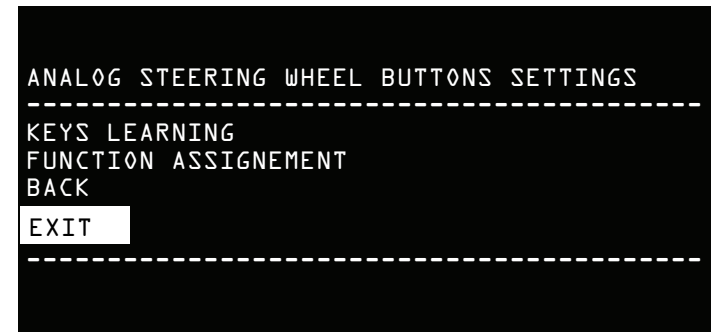 ANALOG STEERING WHEEL BUTTONS SETTINGS
------------------------------------------
KEYS LEARNING
FUNCTION ASSIGNEMENT
BACK
EXIT
------------------------------------------